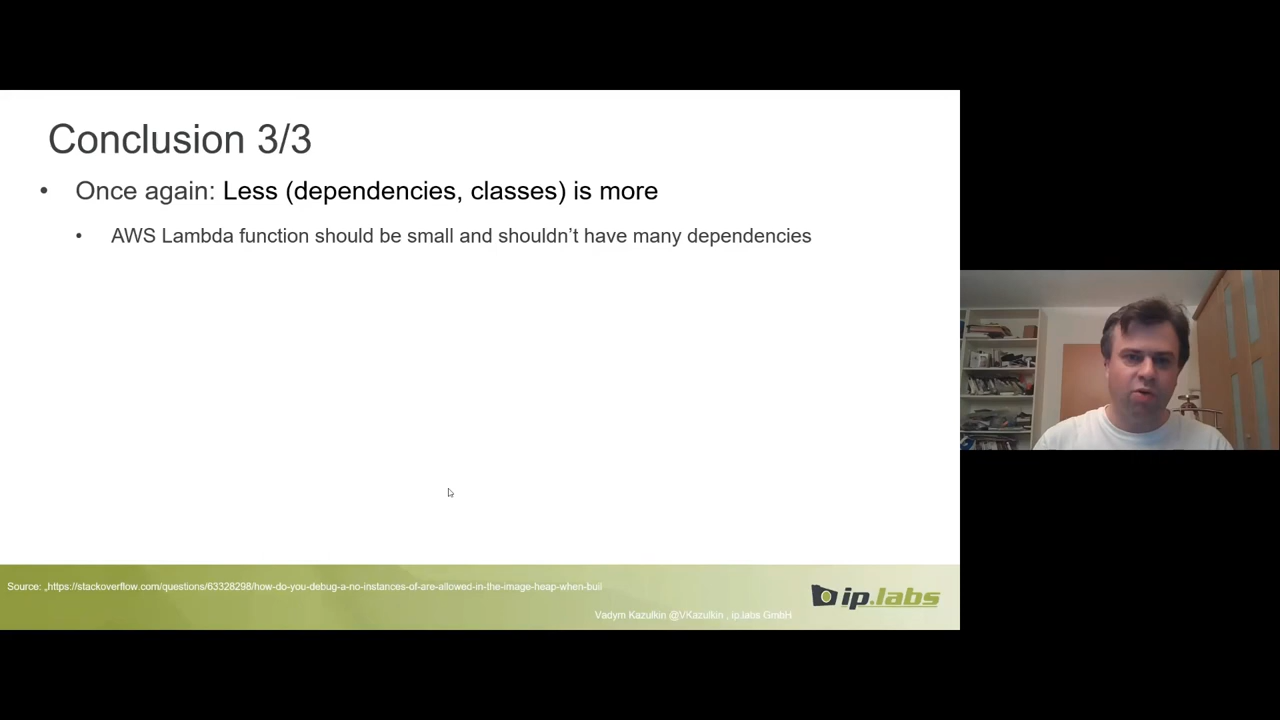 Conclusion 3/3
• Once again: Less (dependencies, classes) is more
• AWS Lambda function should be small and shouldn’t have many dependencies
Source: „https://stackoverflow.com/questions/63328298/how-do-you-debug-a-no-instances-of-are-allowed-in-the-image-heap-when-buil
Vadym Kazulkin @VKazulkin , ip.labs GmbH
ip.labs